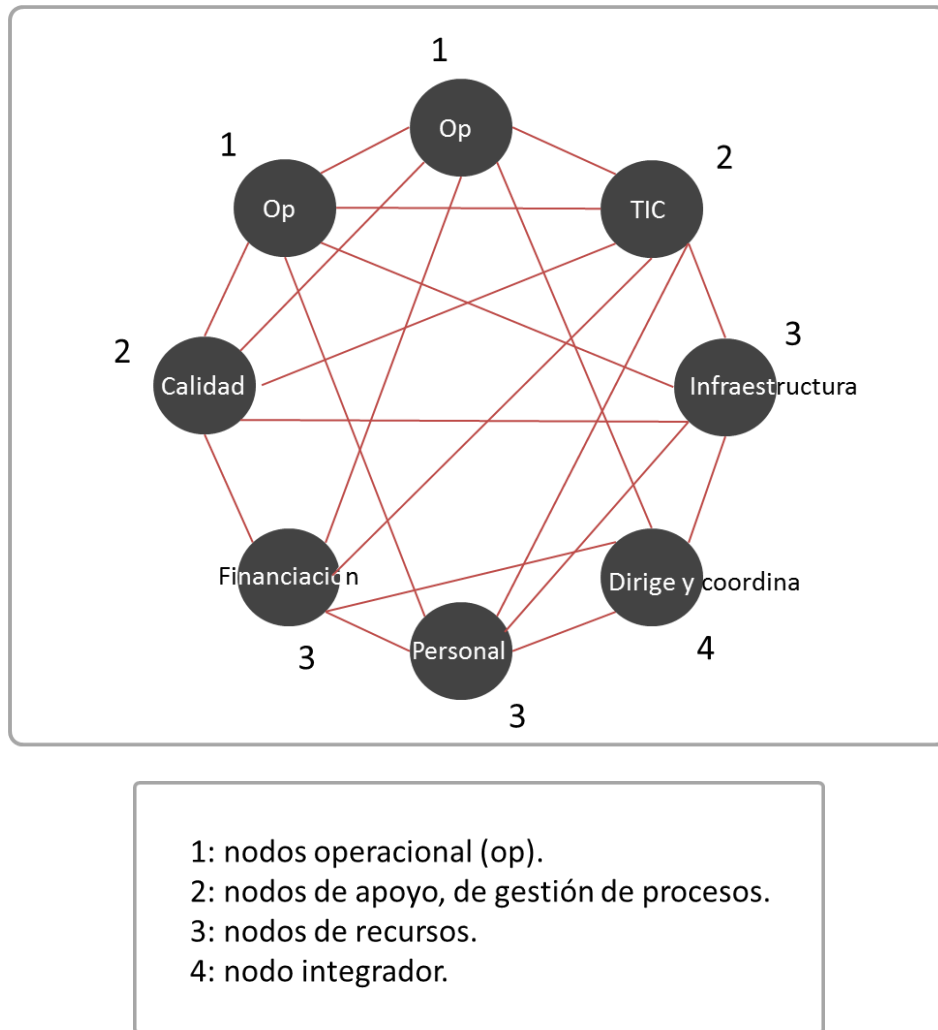 1
Op
1
Op
2
TIC
2
Calidad
3
Infraestructura
Financiación
3
Personal
3
Dirige y coordina
4
1: nodos operacional (op).
2: nodos de apoyo, de gestión de procesos.
3: nodos de recursos.
4: nodo integrador.